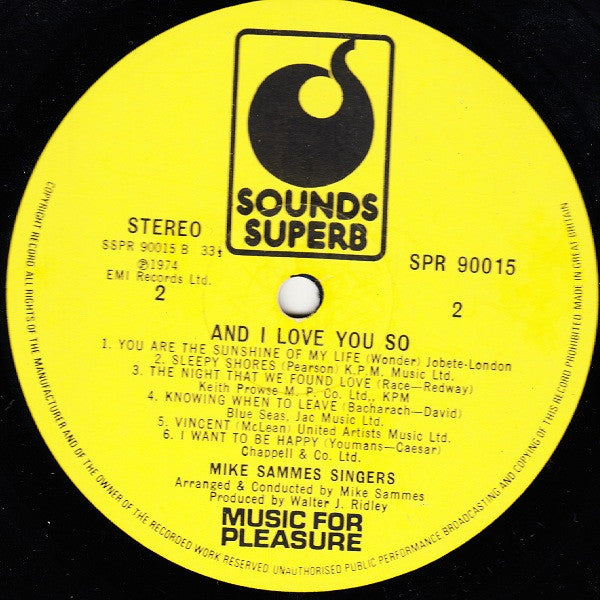 SOUNDS
SUPERB
STEREO
SSPR 90015 B 33⅓
℗1974
EMI Records Ltd.
2
SPR 90015
2
AND I LOVE YOU SO
1. YOU ARE THE SUNSHINE OF MY LIFE (Wonder) Jobete-London
2. SLEEPY SHORES (Pearson) K.P.M. Music Ltd.
3. THE NIGHT THAT WE FOUND LOVE (Race—Redway)
Keith Prowse M. P. Co. Ltd., KPM
4. KNOWING WHEN TO LEAVE (Bacharach—David)
Blue Seas, Jac Music Ltd.
5. VINCENT (McLean) United Artists Music Ltd.
6. I WANT TO BE HAPPY (Youmans—Caesar)
Chappell & Co. Ltd.
MIKE SAMMES SINGERS
Arranged & Conducted by Mike Sammes
Produced by Walter J. Ridley
MUSIC FOR
PLEASURE
COPYRIGHT RECORD ALL RIGHTS OF THE MANUFACTURER AND OF THE OWNER OF THE RECORDED WORK RESERVED UNAUTHORISED PUBLIC PERFORMANCE BROADCASTING AND COPYING OF THIS RECORD PROHIBITED MADE IN GREAT BRITAIN